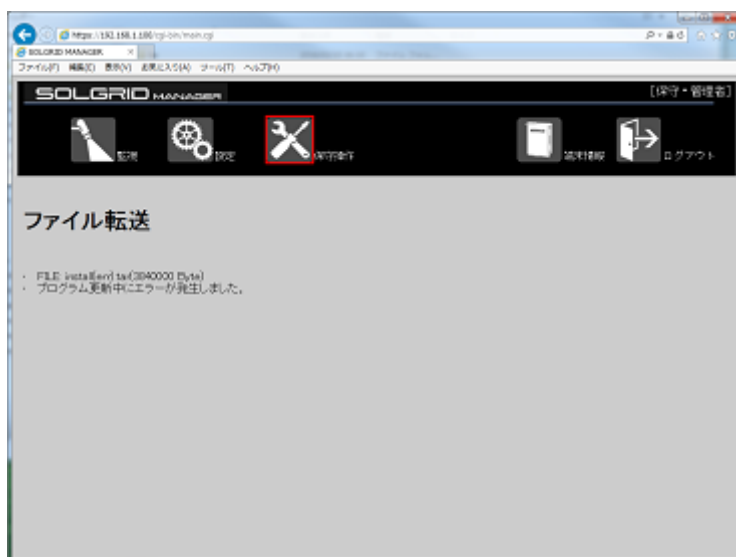 https://192.168.1.100/cgi-bin/main.cgi
SOLGRID MANAGER
ファイル(F) 編集(E) 表示(V) お気に入り(A) ツール(T) ヘルプ(H)
SOLGRID MANAGER
[保守・管理者]
監視
設定
保守操作
端末情報
ログアウト
ファイル転送
・ FILE: install(err).tar(3840000 Byte)
・ プログラム更新中にエラーが発生しました。